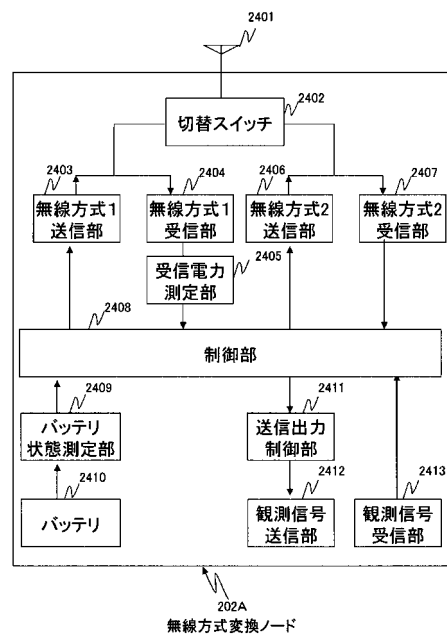 2401
2402
切替スイッチ
2403
2404
2406
2407
無線方式1
送信部
無線方式1
受信部
無線方式2
送信部
無線方式2
受信部
2405
受信電力
測定部
2408
制御部
2409
2411
バッテリ
状態測定部
送信出力
制御部
2410
2412
2413
バッテリ
観測信号
送信部
観測信号
受信部
202A
無線方式変換ノード